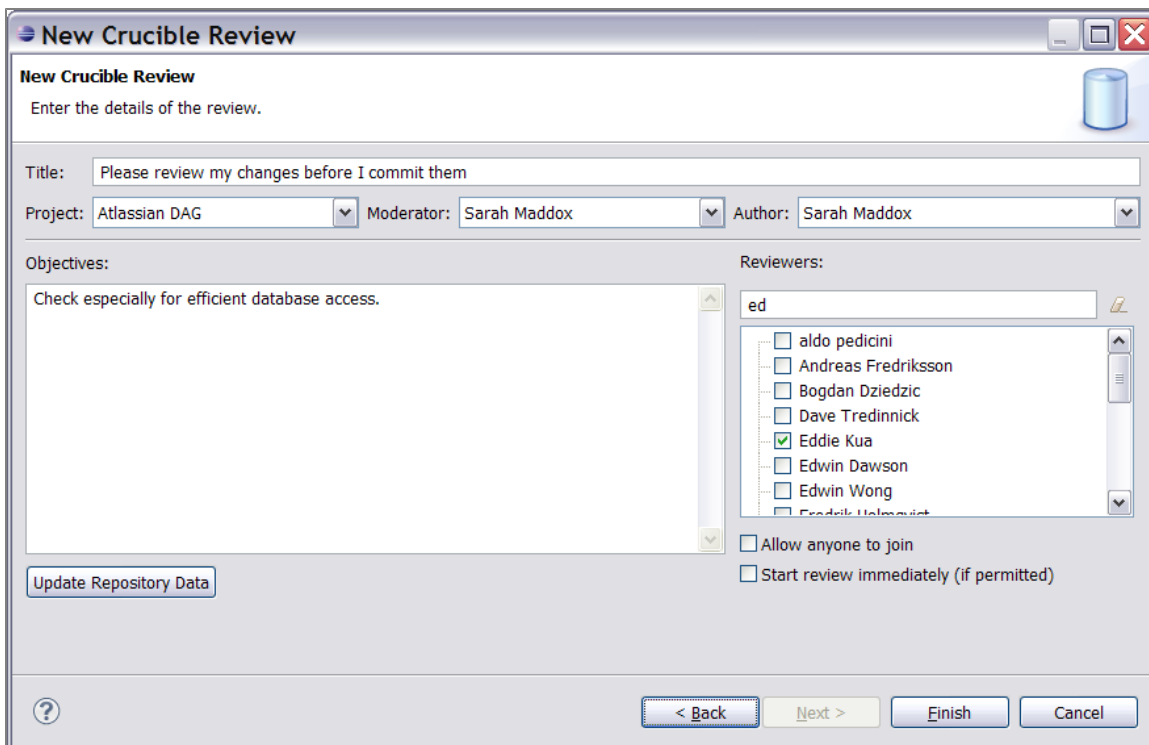 New Crucible Review
New Crucible Review
Enter the details of the review.
Title: Please review my changes before I commit them
Project: Atlassian DAG Moderator: Sarah Maddox Author: Sarah Maddox
Objectives:
Check especially for efficient database access.
Reviewers:
ed
aldo pedicini
Andreas Fredriksson
Bogdan Dziedzic
Dave Tredinnick
Eddie Kua
Edwin Dawson
Edwin Wong
Fredrik Holmqvist
Allow anyone to join
Start review immediately (if permitted)
Update Repository Data
? < Back Next > Finish Cancel